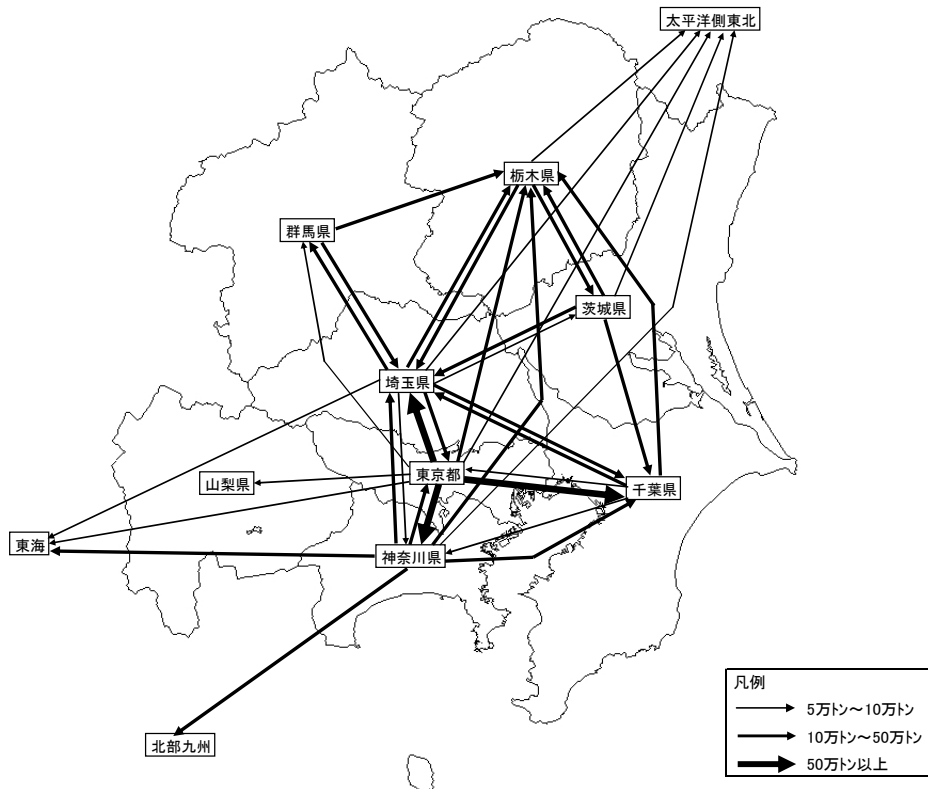 太平洋側東北
栃木県
群馬県
茨城県
埼玉県
東京都
山梨県
千葉県
東海
神奈川県
北部九州
凡例
5万トン～10万トン
10万トン～50万トン
50万トン以上